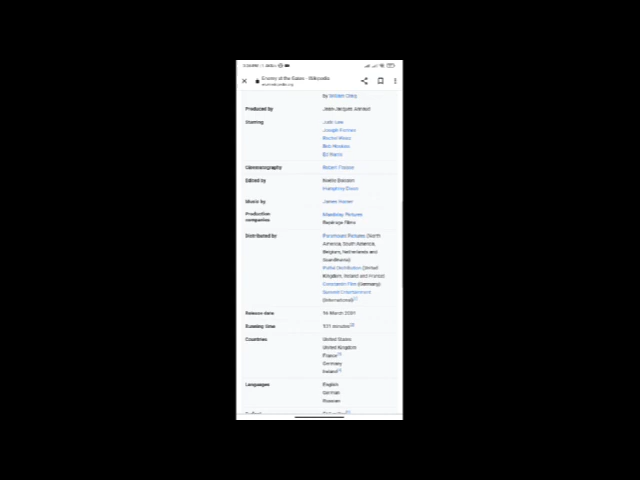 Enemy at the Gates - Wikipedia
by William Craig
Produced by
Jean-Jacques Annaud
Starring
Jude Law
Joseph Fiennes
Rachel Weisz
Bob Hoskins
Ed Harris
Cinematography
Robert Fraisse
Edited by
Noëlle Boisson
Humphrey Dixon
Music by
James Horner
Production
companies
Mandalay Pictures
Repérage Films
Distributed by
Paramount Pictures (North
America, South America,
Belgium, Netherlands and
Scandinavia)
Pathé Distribution (United
Kingdom, Ireland and France)
Constantin Film (Germany)
Summit Entertainment
(International)
Release date
16 March 2001
Running time
131 minutes
Countries
United States
United Kingdom
France
Germany
Ireland
Languages
English
German
Russian